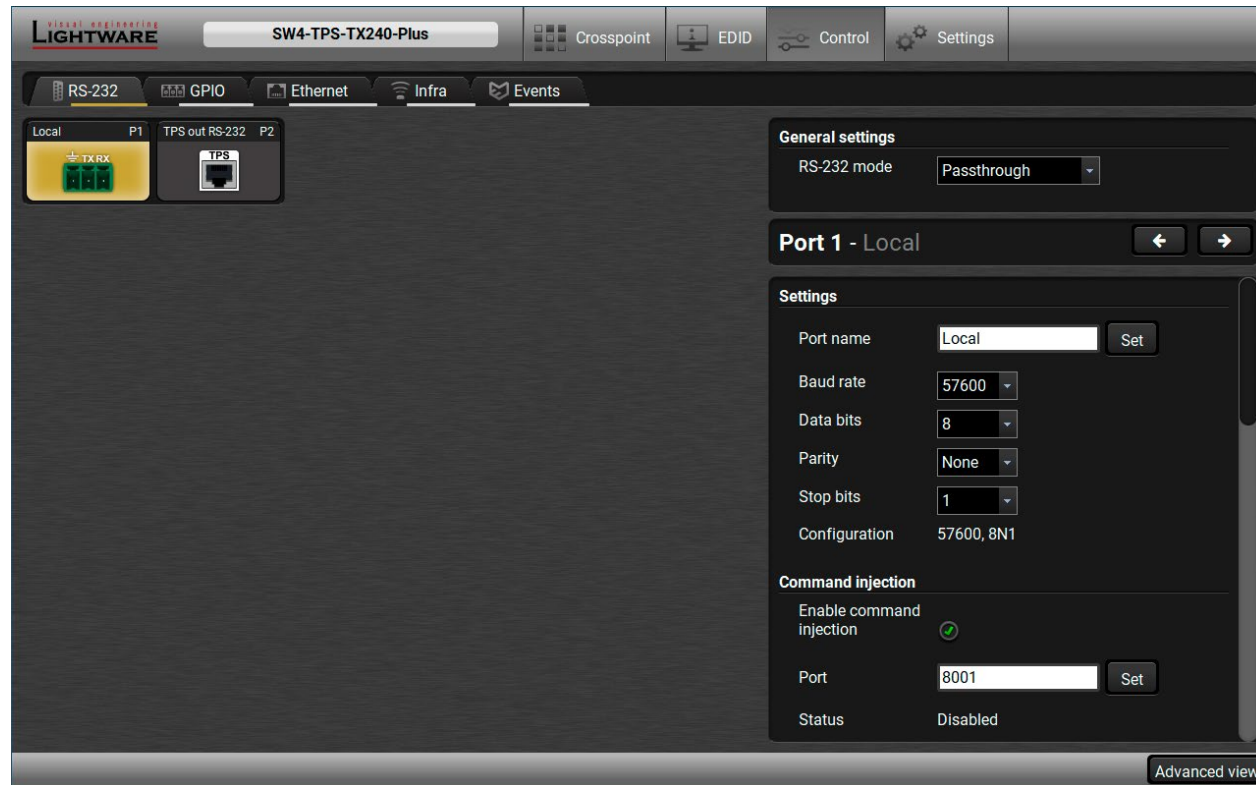 visual engineering
LIGHTWARE
SW4-TPS-TX240-Plus
Crosspoint
EDID
Control
Settings
RS-232
GPIO
Ethernet
Infra
Events
Local P1
TX RX
TPS out RS-232 P2
TPS
General settings
RS-232 mode Passthrough
Port 1 - Local
Settings
Port name Local Set
Baud rate 57600
Data bits 8
Parity None
Stop bits 1
Configuration 57600, 8N1
Command injection
Enable command
injection
Port 8001 Set
Status Disabled
Advanced view